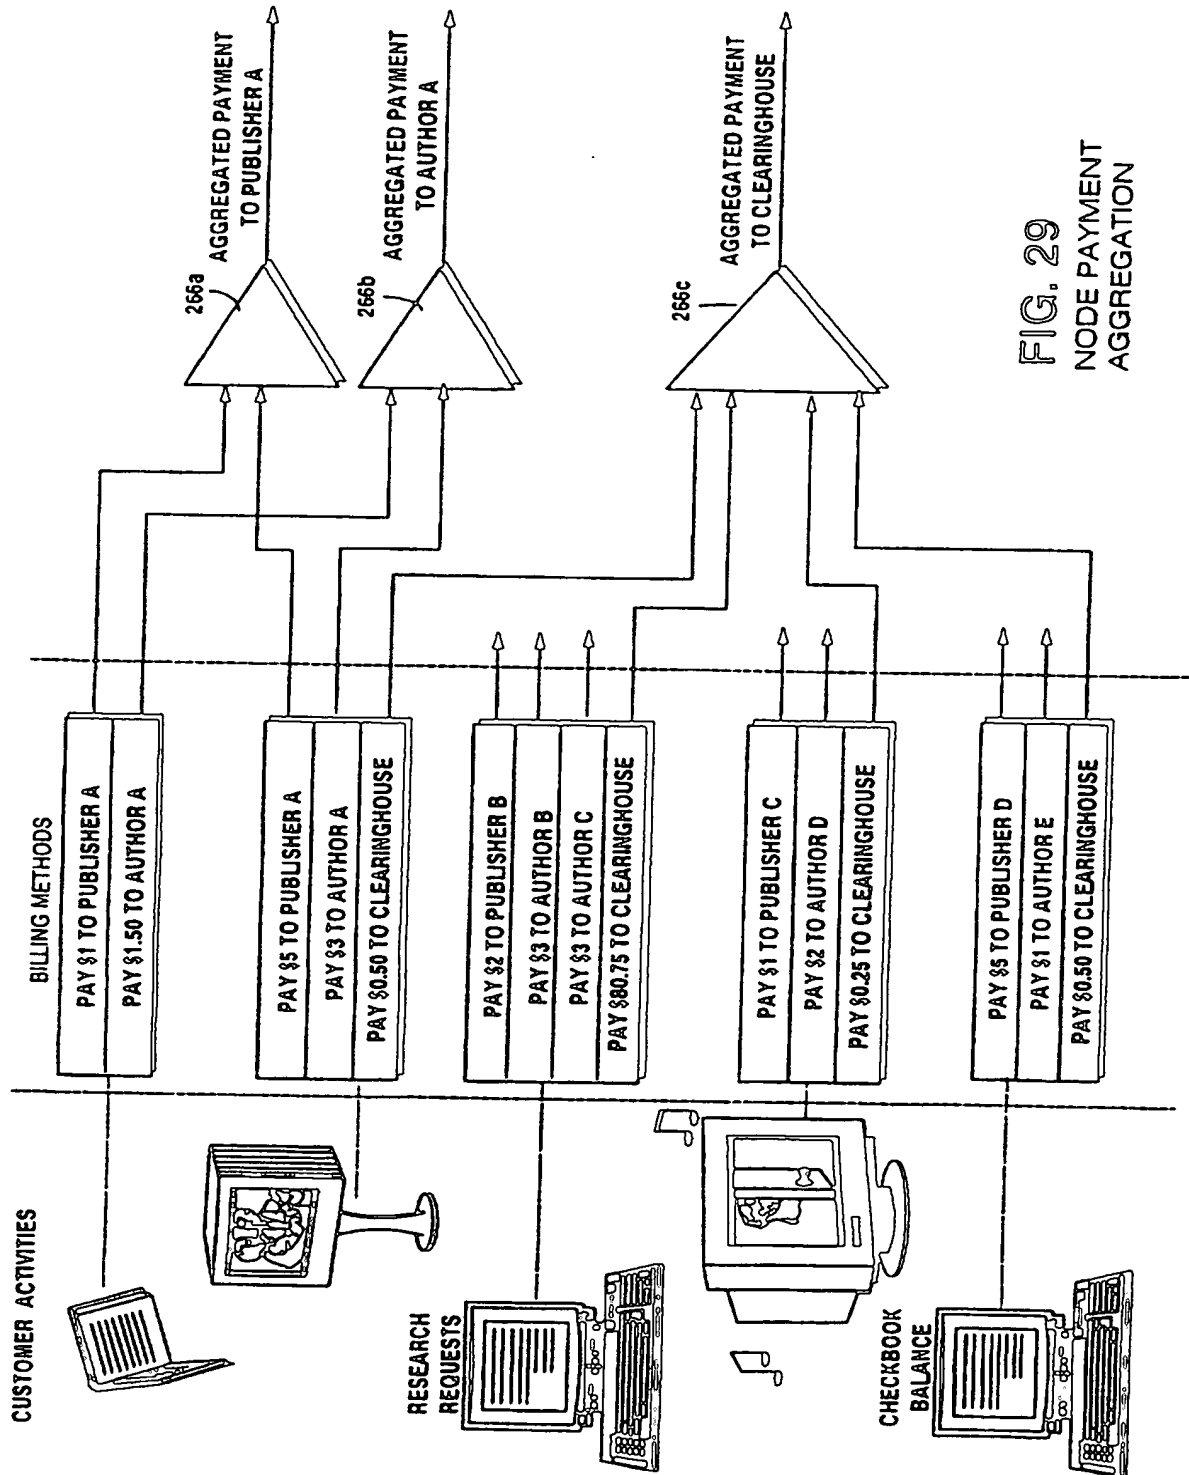 CUSTOMER ACTIVITIES
RESEARCH
REQUESTS
CHECKBOOK
BALANCE
BILLING METHODS
PAY $1 TO PUBLISHER A
PAY $1.50 TO AUTHOR A
PAY $5 TO PUBLISHER A
PAY $3 TO AUTHOR A
PAY $0.50 TO CLEARINGHOUSE
PAY $2 TO PUBLISHER B
PAY $3 TO AUTHOR B
PAY $3 TO AUTHOR C
PAY $80.75 TO CLEARINGHOUSE
PAY $1 TO PUBLISHER C
PAY $2 TO AUTHOR D
PAY $0.25 TO CLEARINGHOUSE
PAY $5 TO PUBLISHER D
PAY $1 TO AUTHOR E
PAY $0.50 TO CLEARINGHOUSE
266a
AGGREGATED PAYMENT
TO PUBLISHER A
266b
AGGREGATED PAYMENT
TO AUTHOR A
266c
AGGREGATED PAYMENT
TO CLEARINGHOUSE
FIG. 29
NODE PAYMENT
AGGREGATION